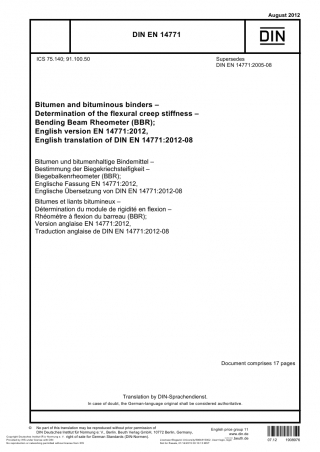 August 2012
DIN EN 14771
DIN
ICS 75.140; 91.100.50
Supersedes
DIN EN 14771:2005-08
Bitumen and bituminous binders –
Determination of the flexural creep stiffness –
Bending Beam Rheometer (BBR);
English version EN 14771:2012,
English translation of DIN EN 14771:2012-08
Bitumen und bitumenhaltige Bindemittel –
Bestimmung der Biegekriechsteifigkeit –
Biegebalkenrheometer (BBR);
Englische Fassung EN 14771:2012,
Englische Übersetzung von DIN EN 14771:2012-08
Bitumes et liants bitumineux –
Détermination du module de rigidité en flexion –
Rhéomètre à flexion du barreau (BBR);
Version anglaise EN 14771:2012,
Traduction anglaise de DIN EN 14771:2012-08
Document comprises 17 pages
Translation by DIN-Sprachendienst.
In case of doubt, the German-language original shall be considered authoritative.
© No part of this translation may be reproduced without prior permission of
DIN Deutsches Institut für Normung e. V., Berlin. Beuth Verlag GmbH, 10772 Berlin, Germany,
right of sale for German Standards (DIN-Normen).
English price group 11
www.din.de
www.beuth.de
07.12